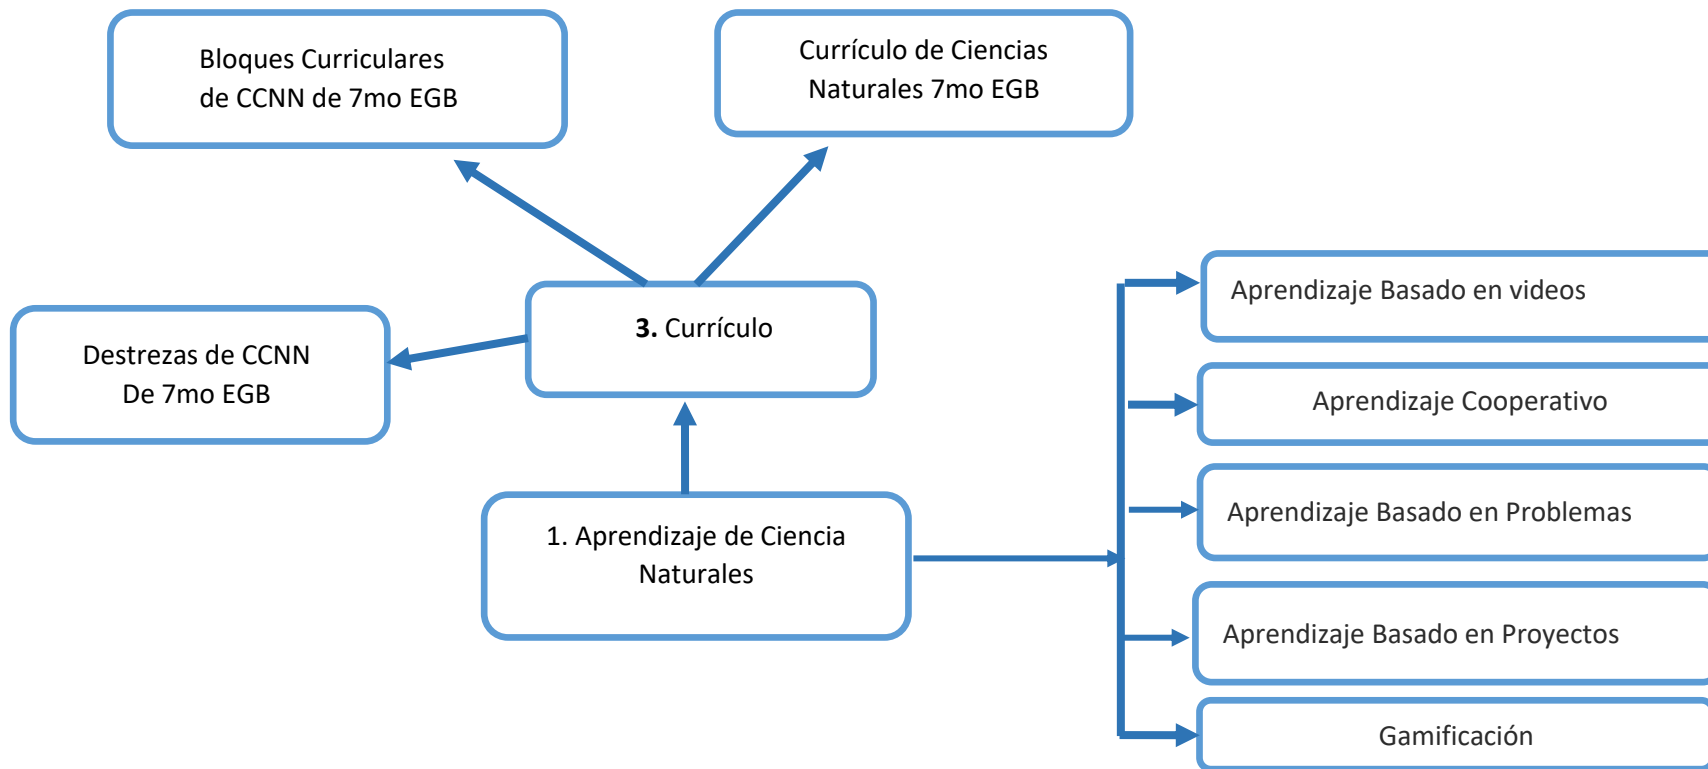 Bloques Curriculares
de CCNN de 7mo EGB
Currículo de Ciencias
Naturales 7mo EGB
3. Currículo
Destrezas de CCNN
De 7mo EGB
1. Aprendizaje de Ciencia
Naturales
Aprendizaje Basado en videos
Aprendizaje Cooperativo
Aprendizaje Basado en Problemas
Aprendizaje Basado en Proyectos
Gamificación